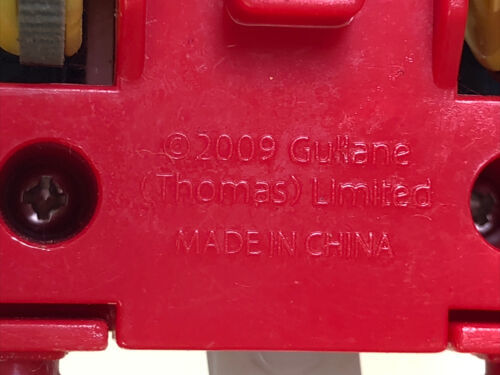 ©2009 Gullane
(Thomas) Limited
MADE IN CHINA